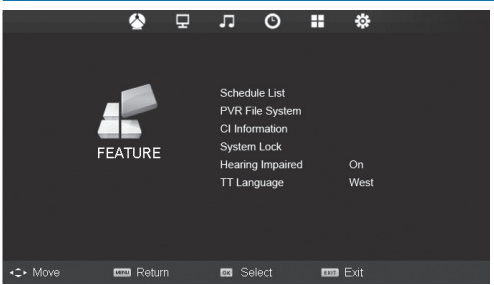 Schedule List
PVR File System
CI Information
System Lock
FEATURE
Hearing Impaired On
TT Language West
Move MENU Return OK Select EXIT Exit